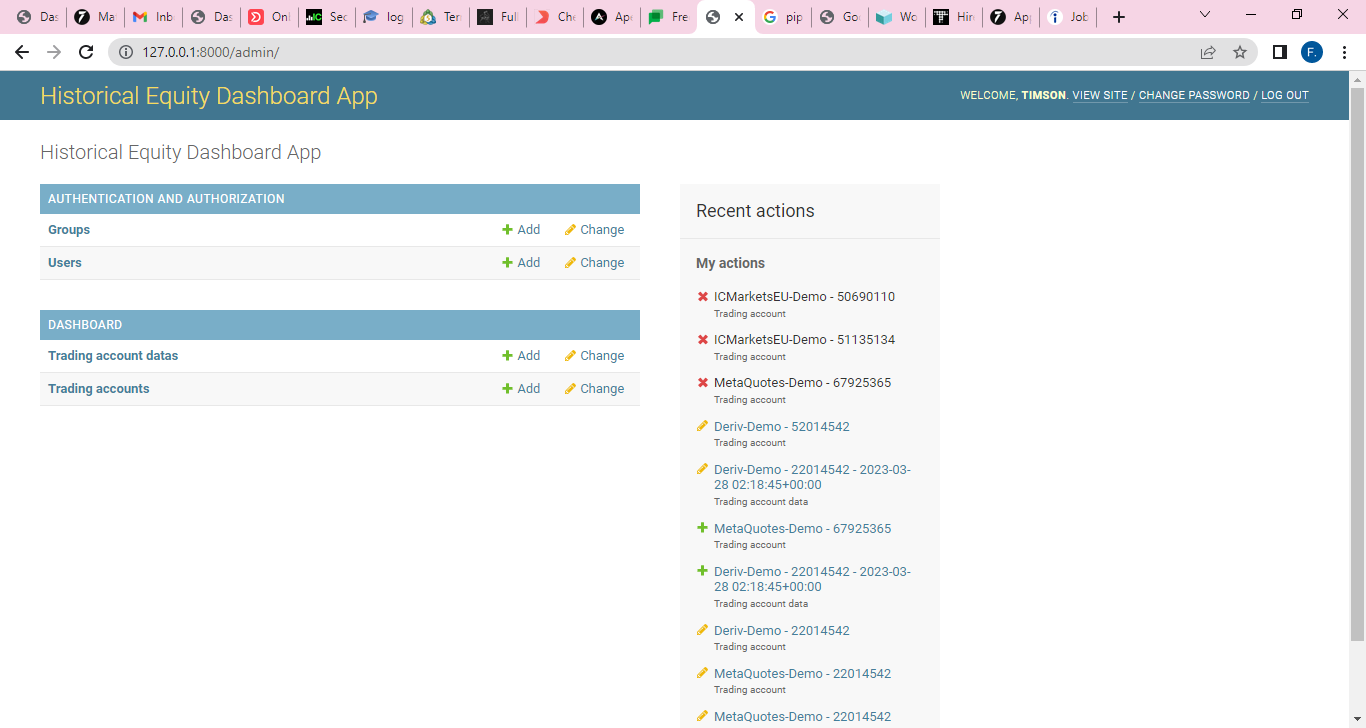 Das
Ma
Inb
Das
Onl
Sec
log
Ter
Full
Che
Ape
Fre
pip
Goo
Wo
Hire
App
Job
127.0.0.1:8000/admin/
F.
Historical Equity Dashboard App
WELCOME, TIMSON. VIEW SITE / CHANGE PASSWORD / LOG OUT
Historical Equity Dashboard App
AUTHENTICATION AND AUTHORIZATION
Groups Add Change
Users Add Change
DASHBOARD
Trading account datas Add Change
Trading accounts Add Change
Recent actions
My actions
ICMarketsEU-Demo - 50690110
Trading account
ICMarketsEU-Demo - 51135134
Trading account
MetaQuotes-Demo - 67925365
Trading account
Deriv-Demo - 52014542
Trading account
Deriv-Demo - 22014542 - 2023-03-
28 02:18:45+00:00
Trading account data
MetaQuotes-Demo - 67925365
Trading account
Deriv-Demo - 22014542 - 2023-03-
28 02:18:45+00:00
Trading account data
Deriv-Demo - 22014542
Trading account
MetaQuotes-Demo - 22014542
Trading account
MetaQuotes-Demo - 22014542